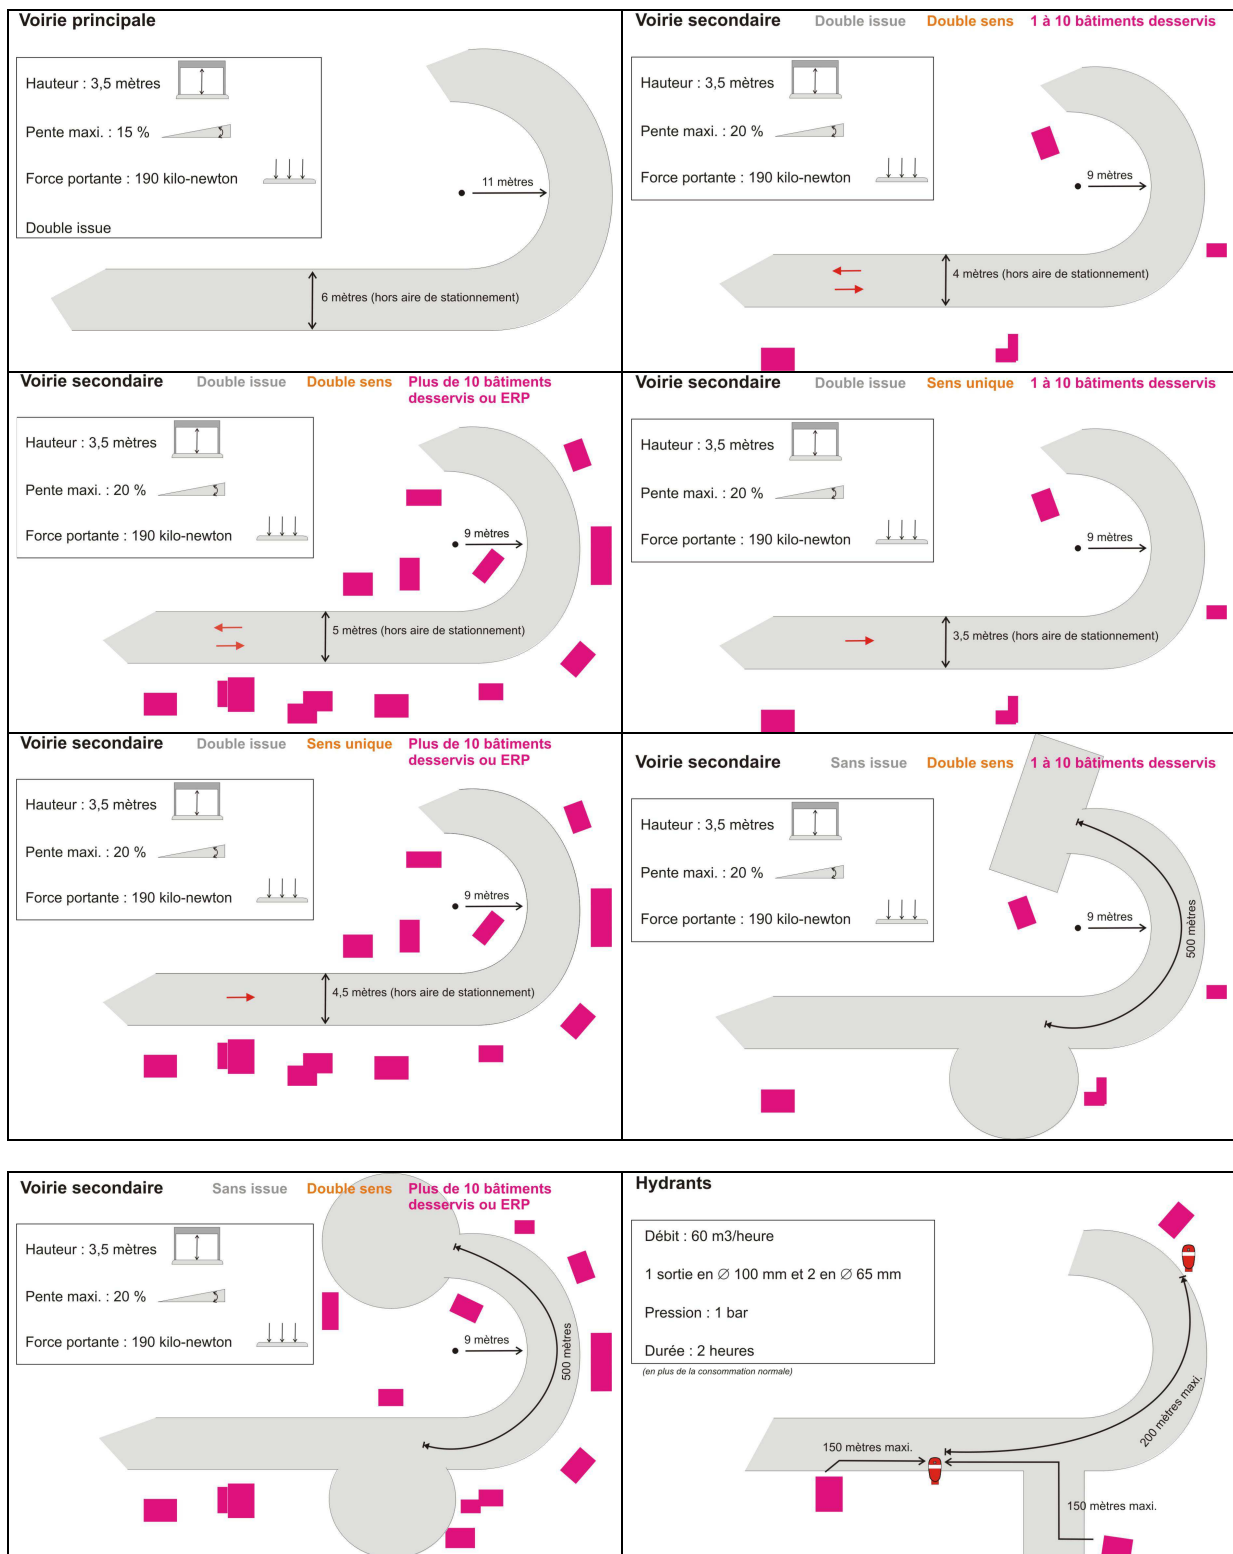 Voirie principale
Hauteur : 3,5 mètres
Pente maxi. : 15 %
Force portante : 190 kilo-newton
Double issue
11 mètres
6 mètres (hors aire de stationnement)
Voirie secondaire Double issue Double sens 1 à 10 bâtiments desservis
Hauteur : 3,5 mètres
Pente maxi. : 20 %
Force portante : 190 kilo-newton
9 mètres
4 mètres (hors aire de stationnement)
Voirie secondaire Double issue Double sens Plus de 10 bâtiments
desservis ou ERP
Hauteur : 3,5 mètres
Pente maxi. : 20 %
Force portante : 190 kilo-newton
9 mètres
5 mètres (hors aire de stationnement)
Voirie secondaire Double issue Sens unique 1 à 10 bâtiments desservis
Hauteur : 3,5 mètres
Pente maxi. : 20 %
Force portante : 190 kilo-newton
9 mètres
3,5 mètres (hors aire de stationnement)
Voirie secondaire Double issue Sens unique Plus de 10 bâtiments
desservis ou ERP
Hauteur : 3,5 mètres
Pente maxi. : 20 %
Force portante : 190 kilo-newton
9 mètres
4,5 mètres (hors aire de stationnement)
Voirie secondaire Sans issue Double sens 1 à 10 bâtiments desservis
Hauteur : 3,5 mètres
Pente maxi. : 20 %
Force portante : 190 kilo-newton
9 mètres
500 mètres
Voirie secondaire Sans issue Double sens Plus de 10 bâtiments
desservis ou ERP
Hauteur : 3,5 mètres
Pente maxi. : 20 %
Force portante : 190 kilo-newton
9 mètres
500 mètres
Hydrants
Débit : 60 m3/heure
1 sortie en ∅ 100 mm et 2 en ∅ 65 mm
Pression : 1 bar
Durée : 2 heures
(en plus de la consommation normale)
200 mètres maxi.
150 mètres maxi.
150 mètres maxi.